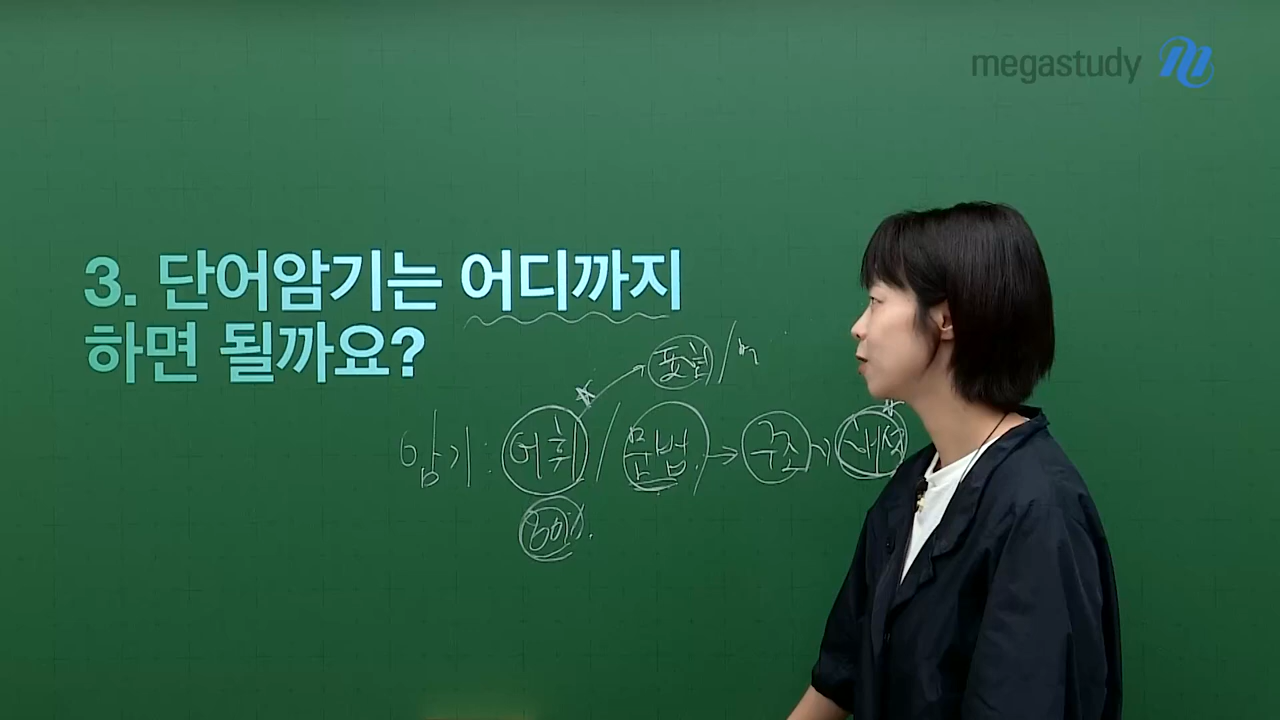 megastudy
3. 단어암기는 어디까지
하면 될까요?
표현 /
암기 : 어휘 / 문법 → 구조 → 해석
60%.